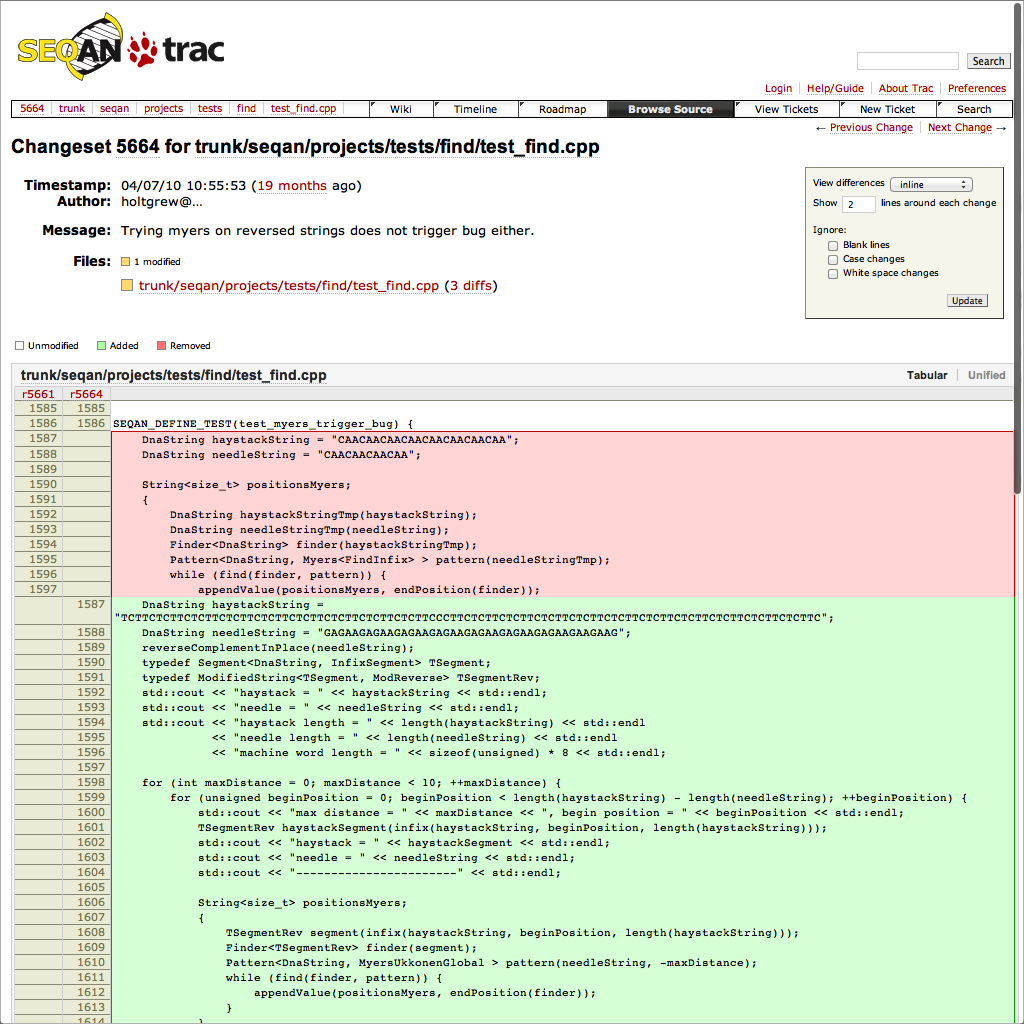 SEQAN trac
Search
Login Help/Guide About Trac Preferences
5664 trunk seqan projects tests find test_find.cpp Wiki Timeline Roadmap Browse Source View Tickets New Ticket Search
← Previous Change Next Change →
Changeset 5664 for trunk/seqan/projects/tests/find/test_find.cpp
Timestamp: 04/07/10 10:55:53 (19 months ago)
Author: holtgrew@...
Message: Trying myers on reversed strings does not trigger bug either.
Files: 1 modified
trunk/seqan/projects/tests/find/test_find.cpp (3 diffs)
View differences inline
Show 2 lines around each change
Ignore:
Blank lines
Case changes
White space changes
Update
Unmodified Added Removed
trunk/seqan/projects/tests/find/test_find.cpp Tabular Unified
r5661 r5664
1585 1585
1586 1586 SEQAN_DEFINE_TEST(test_myers_trigger_bug) {
1587 DnaString haystackString = "CAACAACAACAACAACAACAACAA";
1588 DnaString needleString = "CAACAACAACAA";
1589
1590 String<size_t> positionsMyers;
1591 {
1592 DnaString haystackStringTmp(haystackString);
1593 DnaString needleStringTmp(needleString);
1594 Finder<DnaString> finder(haystackStringTmp);
1595 Pattern<DnaString, Myers<FindInfix> > pattern(needleStringTmp);
1596 while (find(finder, pattern)) {
1597 appendValue(positionsMyers, endPosition(finder));
1587 DnaString haystackString =
1588 DnaString needleString = "GAGAAGAGAAGAGAAGAGAAGAAGAGAAGAGAAGAGAAGAAGAAG";
1589 reverseComplementInPlace(needleString);
1590 typedef Segment<DnaString, InfixSegment> TSegment;
1591 typedef ModifiedString<TSegment, ModReverse> TSegmentRev;
1592 std::cout << "haystack = " << haystackString << std::endl;
1593 std::cout << "needle = " << needleString << std::endl;
1594 std::cout << "haystack length = " << length(haystackString) << std::endl
1595 << "needle length = " << length(needleString) << std::endl
1596 << "machine word length = " << sizeof(unsigned) * 8 << std::endl;
1597
1598 for (int maxDistance = 0; maxDistance < 10; ++maxDistance) {
1599 for (unsigned beginPosition = 0; beginPosition < length(haystackString) - length(needleString); ++beginPosition) {
1600 std::cout << "max distance = " << maxDistance << ", begin position = " << beginPosition << std::endl;
1601 TSegmentRev haystackSegment(infix(haystackString, beginPosition, length(haystackString)));
1602 std::cout << "haystack = " << haystackSegment << std::endl;
1603 std::cout << "needle = " << needleString << std::endl;
1604 std::cout << "-----------------------" << std::endl;
1605
1606 String<size_t> positionsMyers;
1607 {
1608 TSegmentRev segment(infix(haystackString, beginPosition, length(haystackString)));
1609 Finder<TSegmentRev> finder(segment);
1610 Pattern<DnaString, MyersUkkonenGlobal > pattern(needleString, -maxDistance);
1611 while (find(finder, pattern)) {
1612 appendValue(positionsMyers, endPosition(finder));
1613 }
1614 }